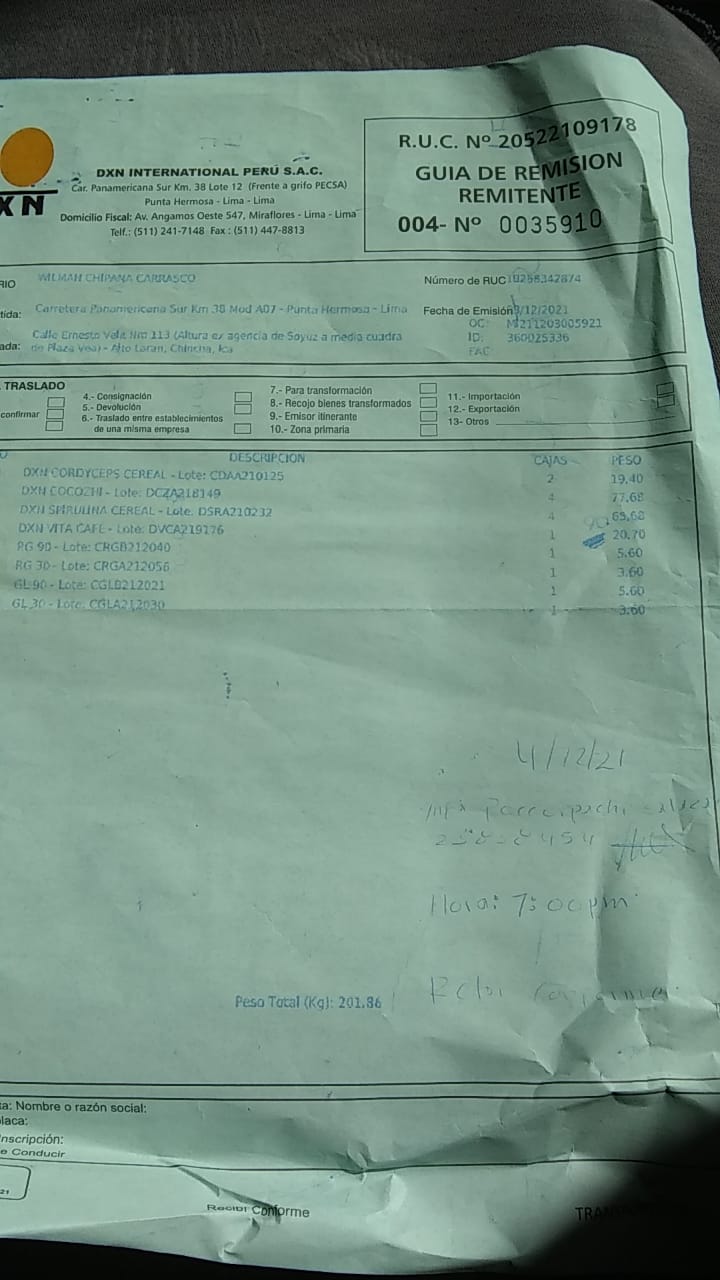 DXN
DXN INTERNATIONAL PERÚ S.A.C.
Car. Panamericana Sur Km. 38 Lote 12 (Frente a grifo PECSA)
Punta Hermosa - Lima - Lima
Domicilio Fiscal: Av. Angamos Oeste 547, Miraflores - Lima - Lima
Telf.: (511) 241-7148 Fax : (511) 447-8813
R.U.C. Nº 20522109178
GUIA DE REMISION
REMITENTE
004- Nº 0035910
RIO WILMAN CHIPANA CARRASCO
Número de RUC 10258342874
tida: Carretera Panamericana Sur Km 38 Mod A07 - Punta Hermosa - Lima
Fecha de Emisión 3/12/2021
ada: Calle Ernesto Vela Nro 113 (Altura ex agencia de Soyuz a media cuadra
de Plaza Vea) - Alto Laran, Chincha, Ica
OC: M211203005921
ID: 360025336
FAC
TRASLADO
confirmar
4.- Consignación
5.- Devolución
6.- Traslado entre establecimientos
de una misma empresa
7.- Para transformación
8.- Recojo bienes transformados
9.- Emisor itinerante
10.- Zona primaria
11.- Importación
12.- Exportación
13- Otros
DESCRIPCION CAJAS PESO
DXN CORDYCEPS CEREAL - Lote: CDAA210125 2 19.40
DXN COCOZHI - Lote: DCZA218149 4 77.68
DXN SPIRULINA CEREAL - Lote: DSRA210232 4 65.68
DXN VITA CAFE - Lote: DVCA219176 1 20.70
RG 90 - Lote: CRGB212040 1 5.60
RG 30 - Lote: CRGA212056 1 3.60
GL 90 - Lote: CGLB212021 1 5.60
GL 30 - Lote: CGLA212030 1 3.60
4/12/21
Hora: 7:00pm
Peso Total (Kg): 201.86
ta: Nombre o razón social:
laca:
nscripción:
e Conducir
21
Recibí Conforme